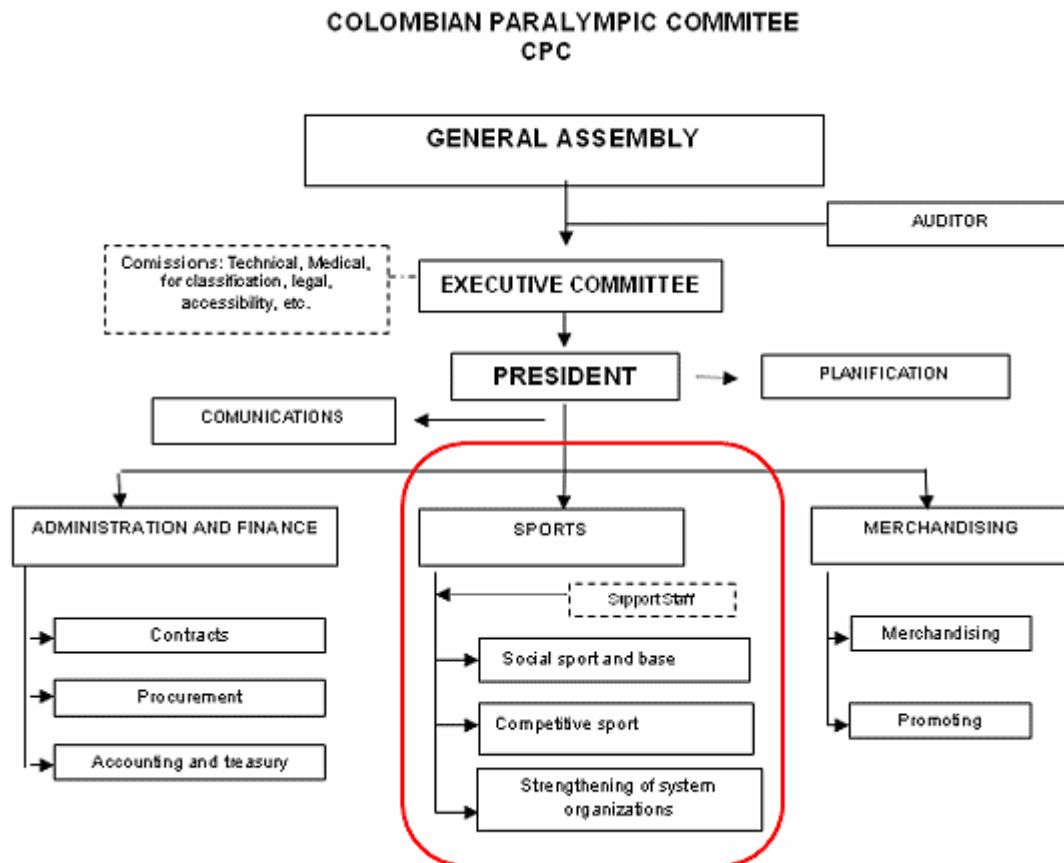 COLOMBIAN PARALYMPIC COMMITEE
CPC
GENERAL ASSEMBLY
AUDITOR
Comissions: Technical, Medical,
for classification, legal,
accessibility, etc.
EXECUTIVE COMMITTEE
PRESIDENT
PLANIFICATION
COMUNICATIONS
ADMINISTRATION AND FINANCE
SPORTS
MERCHANDISING
Support Staff
Contracts
Procurement
Accounting and treasury
Social sport and base
Competitive sport
Strengthening of system
organizations
Merchandising
Promoting